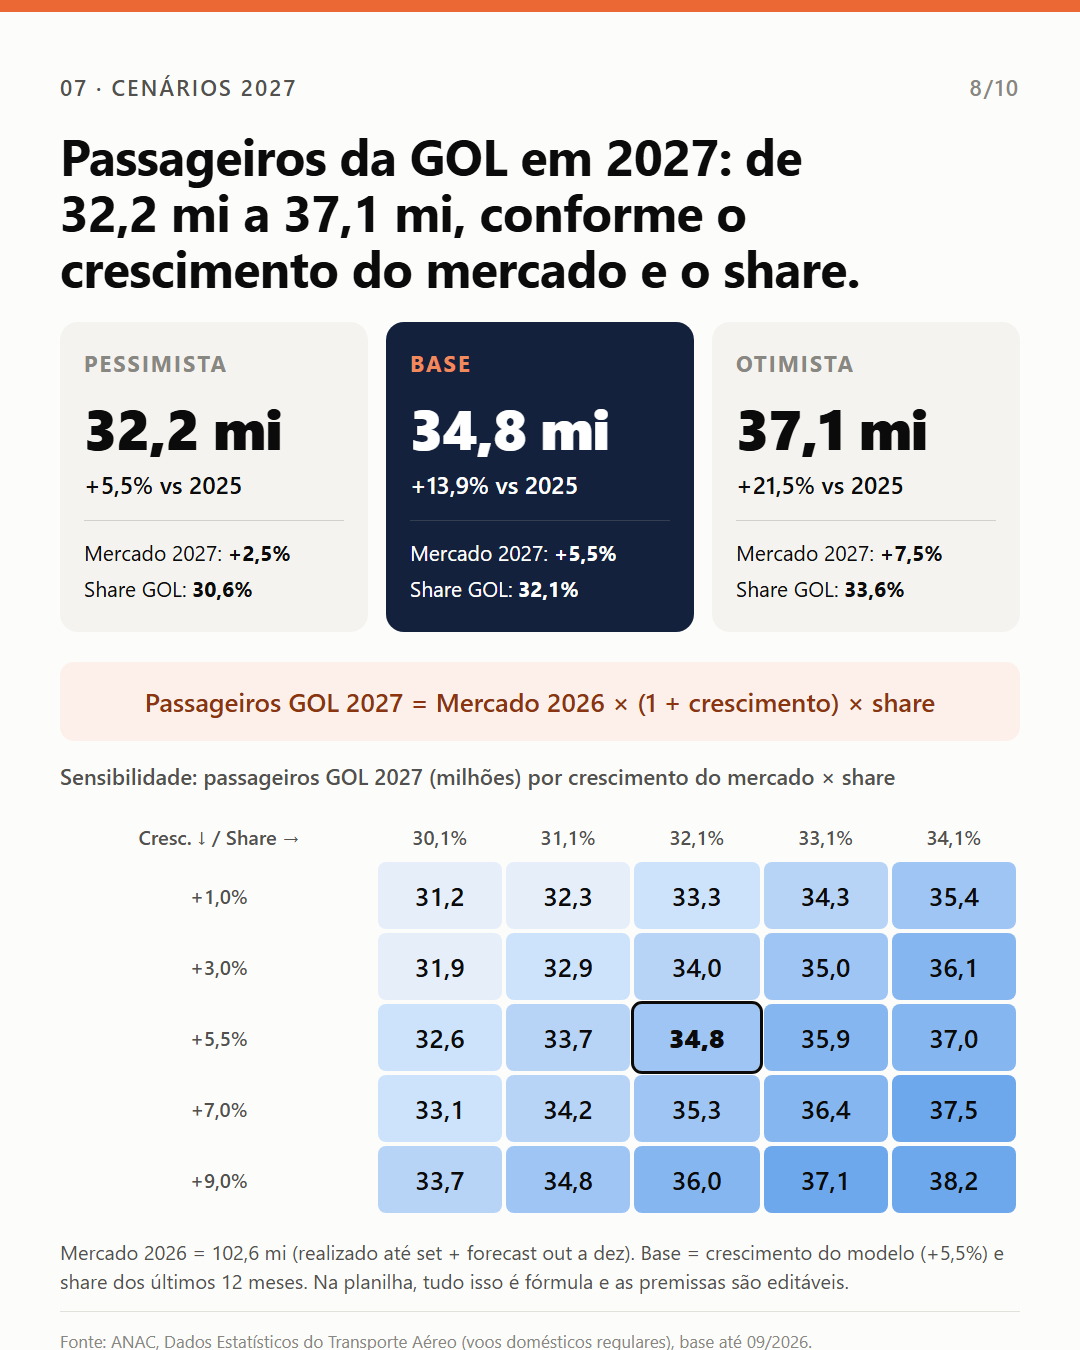 07 · CENÁRIOS 2027
8/10
Passageiros da GOL em 2027: de
32,2 mi a 37,1 mi, conforme o
crescimento do mercado e o share.
PESSIMISTA
32,2 mi
+5,5% vs 2025
Mercado 2027: +2,5%
Share GOL: 30,6%
BASE
34,8 mi
+13,9% vs 2025
Mercado 2027: +5,5%
Share GOL: 32,1%
OTIMISTA
37,1 mi
+21,5% vs 2025
Mercado 2027: +7,5%
Share GOL: 33,6%
Passageiros GOL 2027 = Mercado 2026 × (1 + crescimento) × share
Sensibilidade: passageiros GOL 2027 (milhões) por crescimento do mercado × share
Cresc. ↓ / Share → 30,1% 31,1% 32,1% 33,1% 34,1%
+1,0% 31,2 32,3 33,3 34,3 35,4
+3,0% 31,9 32,9 34,0 35,0 36,1
+5,5% 32,6 33,7 34,8 35,9 37,0
+7,0% 33,1 34,2 35,3 36,4 37,5
+9,0% 33,7 34,8 36,0 37,1 38,2
Mercado 2026 = 102,6 mi (realizado até set + forecast out a dez). Base = crescimento do modelo (+5,5%) e
share dos últimos 12 meses. Na planilha, tudo isso é fórmula e as premissas são editáveis.
Fonte: ANAC, Dados Estatísticos do Transporte Aéreo (voos domésticos regulares), base até 09/2026.